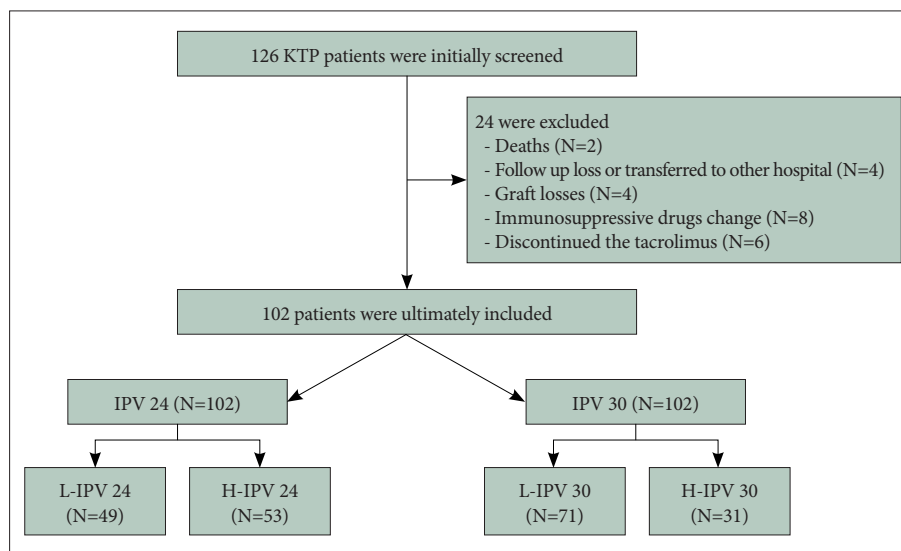 126 KTP patients were initially screened
24 were excluded
- Deaths (N=2)
- Follow up loss or transferred to other hospital (N=4)
- Graft losses (N=4)
- Immunosuppressive drugs change (N=8)
- Discontinued the tacrolimus (N=6)
102 patients were ultimately included
IPV 24 (N=102)
IPV 30 (N=102)
L-IPV 24
(N=49)
H-IPV 24
(N=53)
L-IPV 30
(N=71)
H-IPV 30
(N=31)